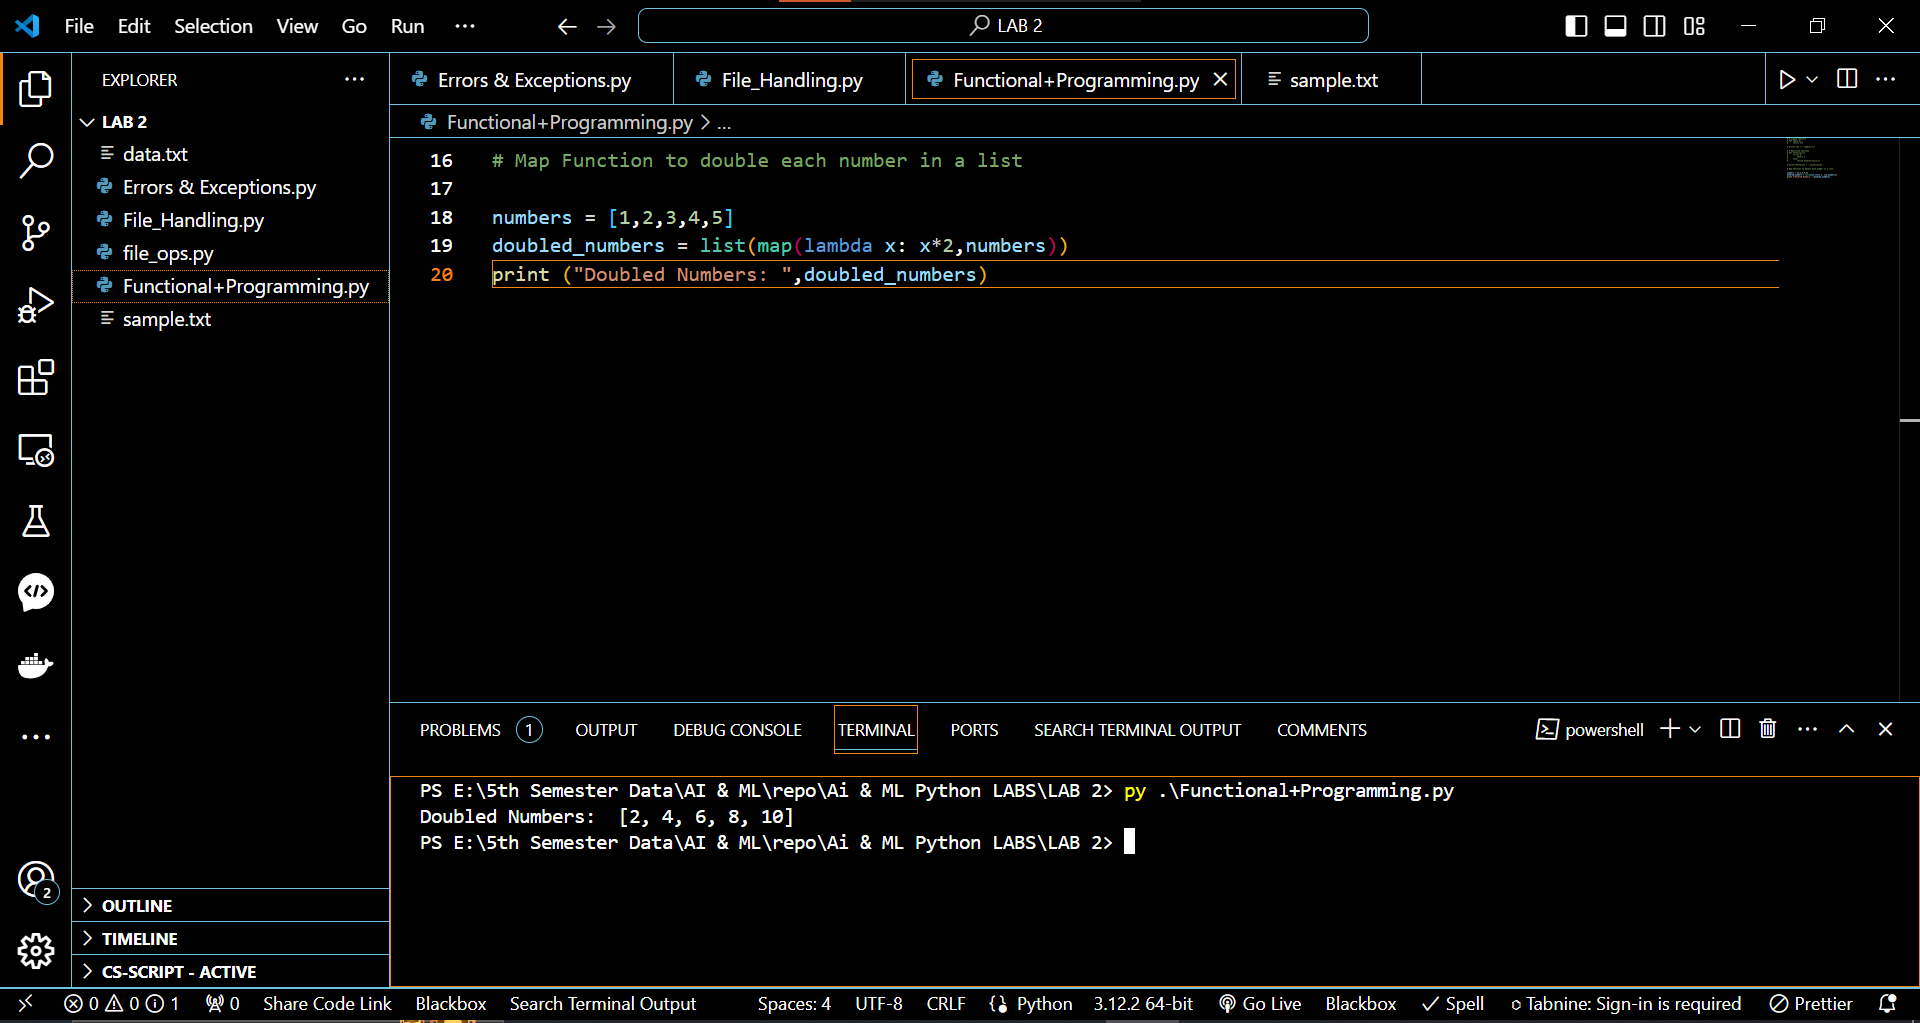 File Edit Selection View Go Run ... LAB 2
EXPLORER ...
LAB 2
data.txt
Errors & Exceptions.py
File_Handling.py
file_ops.py
Functional+Programming.py
sample.txt
OUTLINE
TIMELINE
CS-SCRIPT - ACTIVE
2
Errors & Exceptions.py File_Handling.py Functional+Programming.py sample.txt
Functional+Programming.py > ...
16 # Map Function to double each number in a list
17
18 numbers = [1,2,3,4,5]
19 doubled_numbers = list(map(lambda x: x*2,numbers))
20 print ("Doubled Numbers: ",doubled_numbers)
PROBLEMS 1 OUTPUT DEBUG CONSOLE TERMINAL PORTS SEARCH TERMINAL OUTPUT COMMENTS powershell
PS E:\5th Semester Data\AI & ML\repo\Ai & ML Python LABS\LAB 2> py .\Functional+Programming.py
Doubled Numbers:  [2, 4, 6, 8, 10]
PS E:\5th Semester Data\AI & ML\repo\Ai & ML Python LABS\LAB 2>
0 0 1 0 Share Code Link Blackbox Search Terminal Output Spaces: 4 UTF-8 CRLF Python 3.12.2 64-bit Go Live Blackbox Spell Tabnine: Sign-in is required Prettier